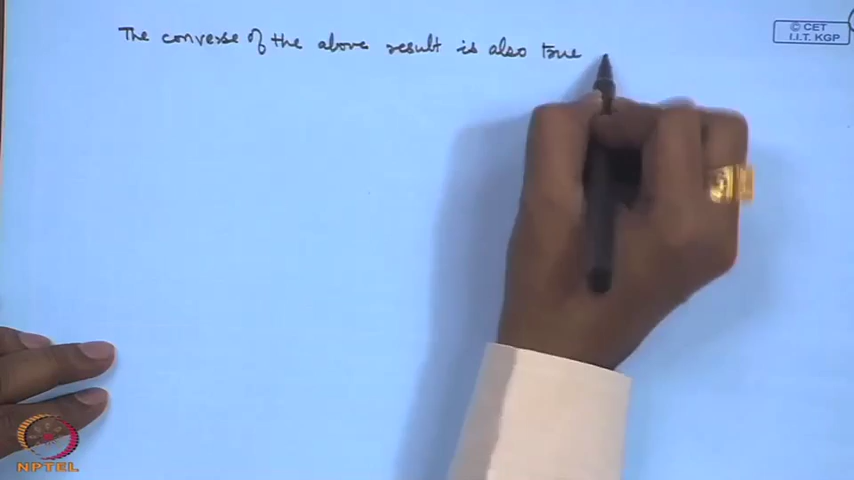 The converse of the above result is also true
© CET
I.I.T. KGP
NPTEL